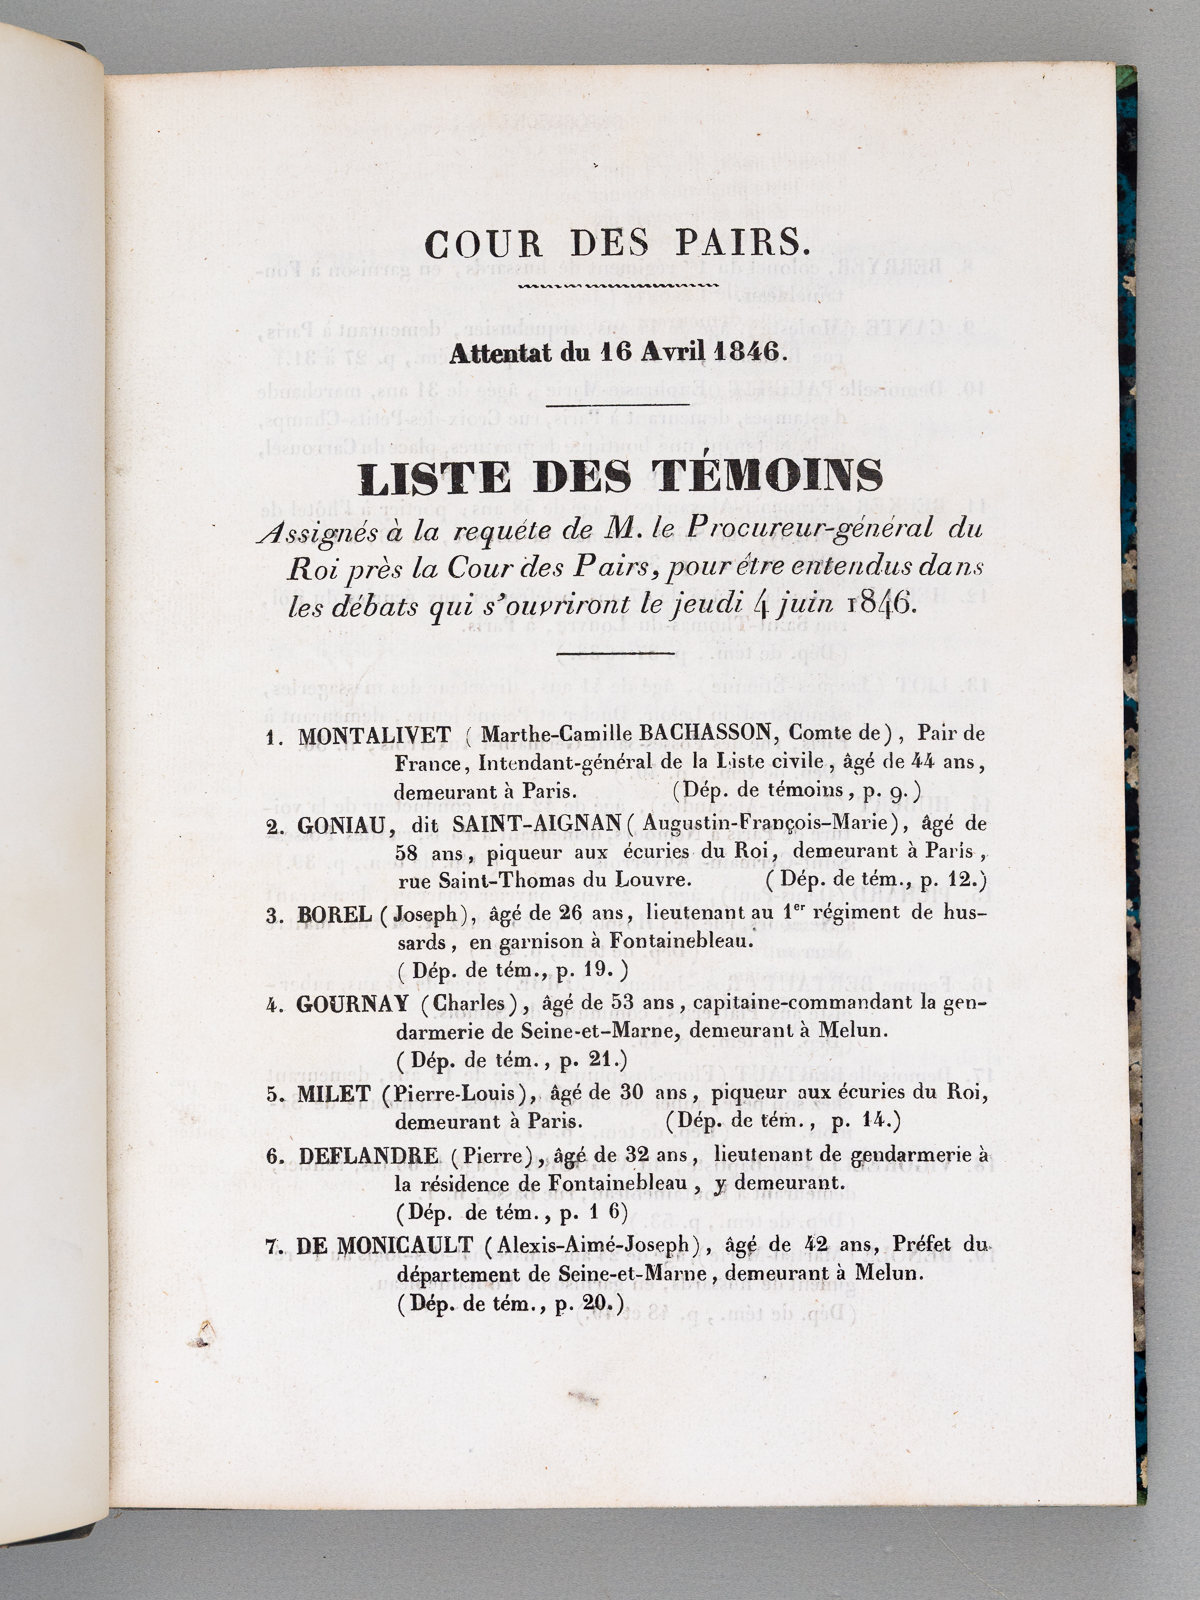 COUR DES PAIRS.
Attentat du 16 Avril 1846.
LISTE DES TÉMOINS
Assignés à la requéte de M. le Procureur-général du
Roi près la Cour des Pairs, pour être entendus dans
les débats qui s'ouvriront le jeudi 4 juin 1846.
1. MONTALIVET ( Marthe-Camille BACHASSON, Comte de), Pair de
France, Intendant-général de la Liste civile, âgé de 44 ans,
demeurant à Paris. (Dép. de témoins, p. 9.)
2. GONIAU, dit SAINT-AIGNAN (Augustin-François-Marie), âgé de
58 ans, piqueur aux écuries du Roi, demeurant à Paris,
rue Saint-Thomas du Louvre. (Dép. de tém., p. 12.)
3. BOREL (Joseph), âgé de 26 ans, lieutenant au 1er régiment de hus-
sards, en garnison à Fontainebleau.
(Dép. de tém., p. 19.)
4. GOURNAY (Charles), âgé de 53 ans, capitaine-commandant la gen-
darmerie de Seine-et-Marne, demeurant à Melun.
(Dép. de tém., p. 21.)
5. MILET (Pierre-Louis), âgé de 30 ans, piqueur aux écuries du Roi,
demeurant à Paris. (Dép. de tém., p. 14.)
6. DEFLANDRE (Pierre), âgé de 32 ans, lieutenant de gendarmerie à
la résidence de Fontainebleau, y demeurant.
(Dép. de tém., p. 1 6)
7. DE MONICAULT (Alexis-Aimé-Joseph), âgé de 42 ans, Préfet du
département de Seine-et-Marne, demeurant à Melun.
(Dép. de tém., p. 20.)